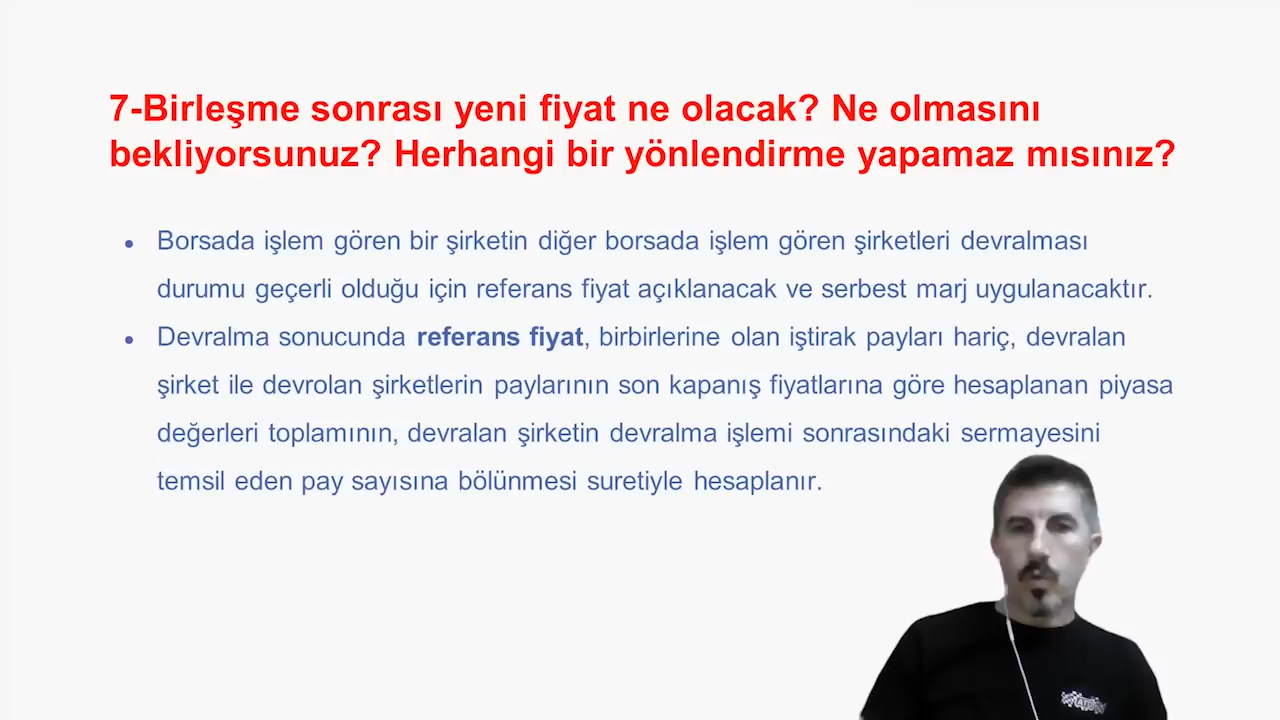 7-Birleşme sonrası yeni fiyat ne olacak? Ne olmasını
bekliyorsunuz? Herhangi bir yönlendirme yapamaz mısınız?
• Borsada işlem gören bir şirketin diğer borsada işlem gören şirketleri devralması
durumu geçerli olduğu için referans fiyat açıklanacak ve serbest marj uygulanacaktır.
• Devralma sonucunda referans fiyat, birbirlerine olan iştirak payları hariç, devralan
şirket ile devrolan şirketlerin paylarının son kapanış fiyatlarına göre hesaplanan piyasa
değerleri toplamının, devralan şirketin devralma işlemi sonrasındaki sermayesini
temsil eden pay sayısına bölünmesi suretiyle hesaplanır.